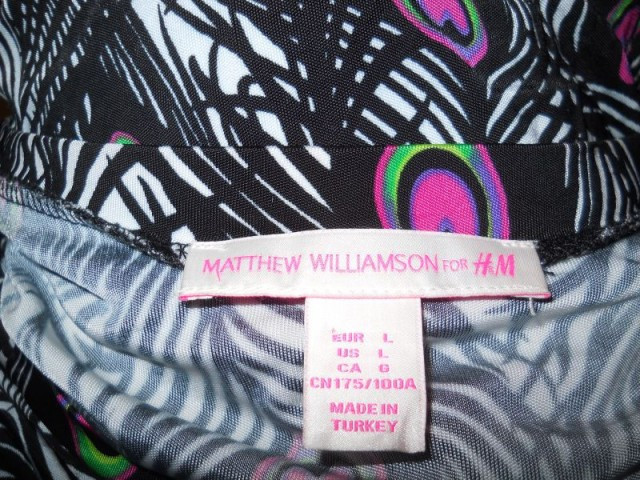 MATTHEW WILLIAMSON FOR H&M
EUR L
US L
CA G
CN175/100A
MADE IN
TURKEY